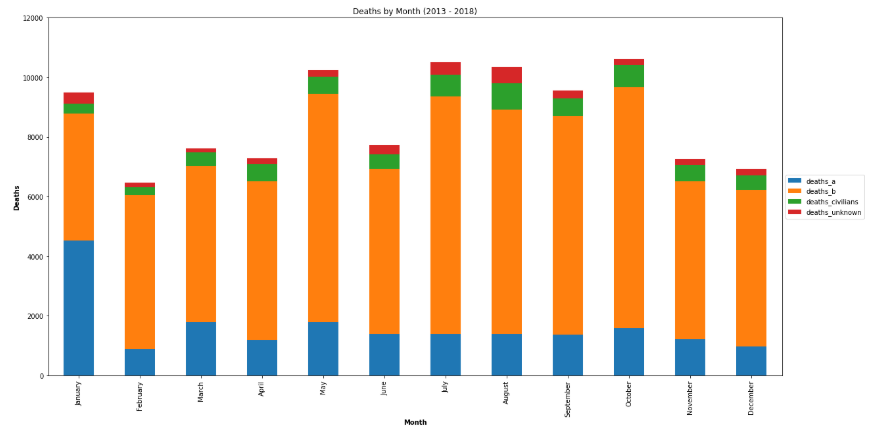 Deaths by Month (2013 - 2018)
12000
10000
8000
6000
4000
2000
0
Deaths
deaths_a
deaths_b
deaths_civilians
deaths_unknown
January
February
March
April
May
June
July
August
September
October
November
December
Month